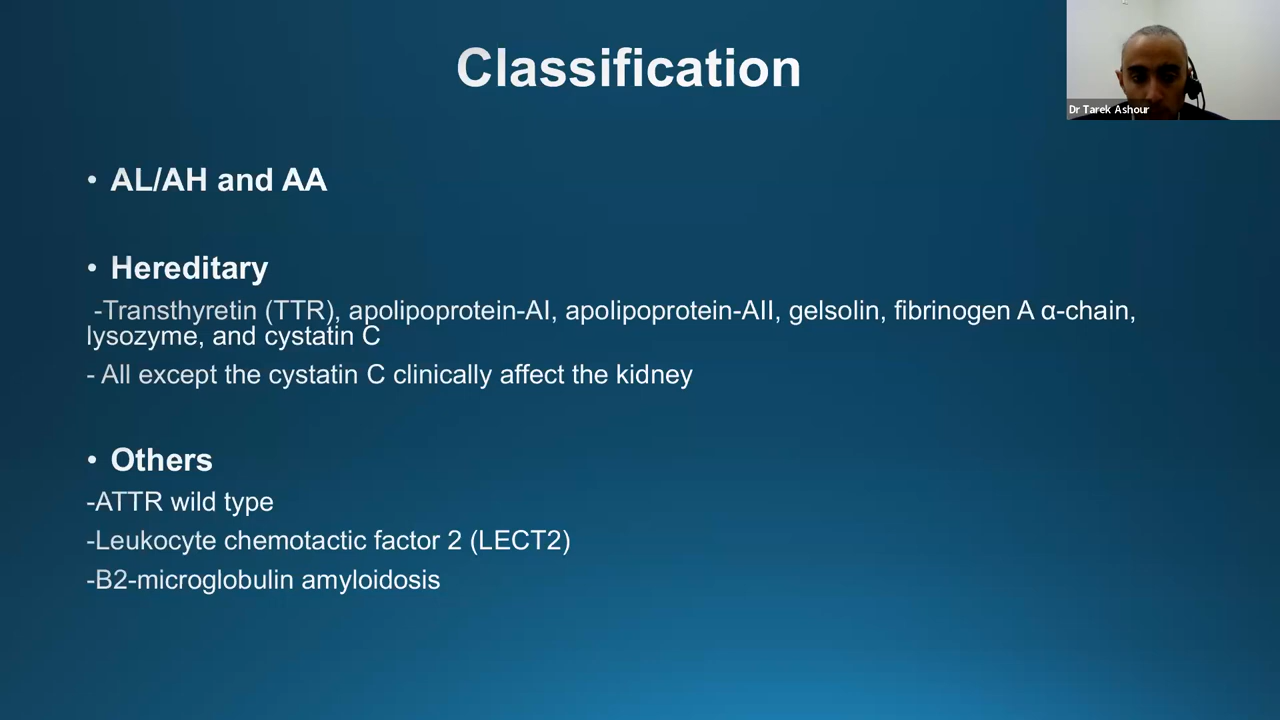 Classification
Dr Tarek Ashour
• AL/AH and AA
• Hereditary
-Transthyretin (TTR), apolipoprotein-AI, apolipoprotein-AII, gelsolin, fibrinogen A α-chain,
lysozyme, and cystatin C
- All except the cystatin C clinically affect the kidney
• Others
-ATTR wild type
-Leukocyte chemotactic factor 2 (LECT2)
-B2-microglobulin amyloidosis